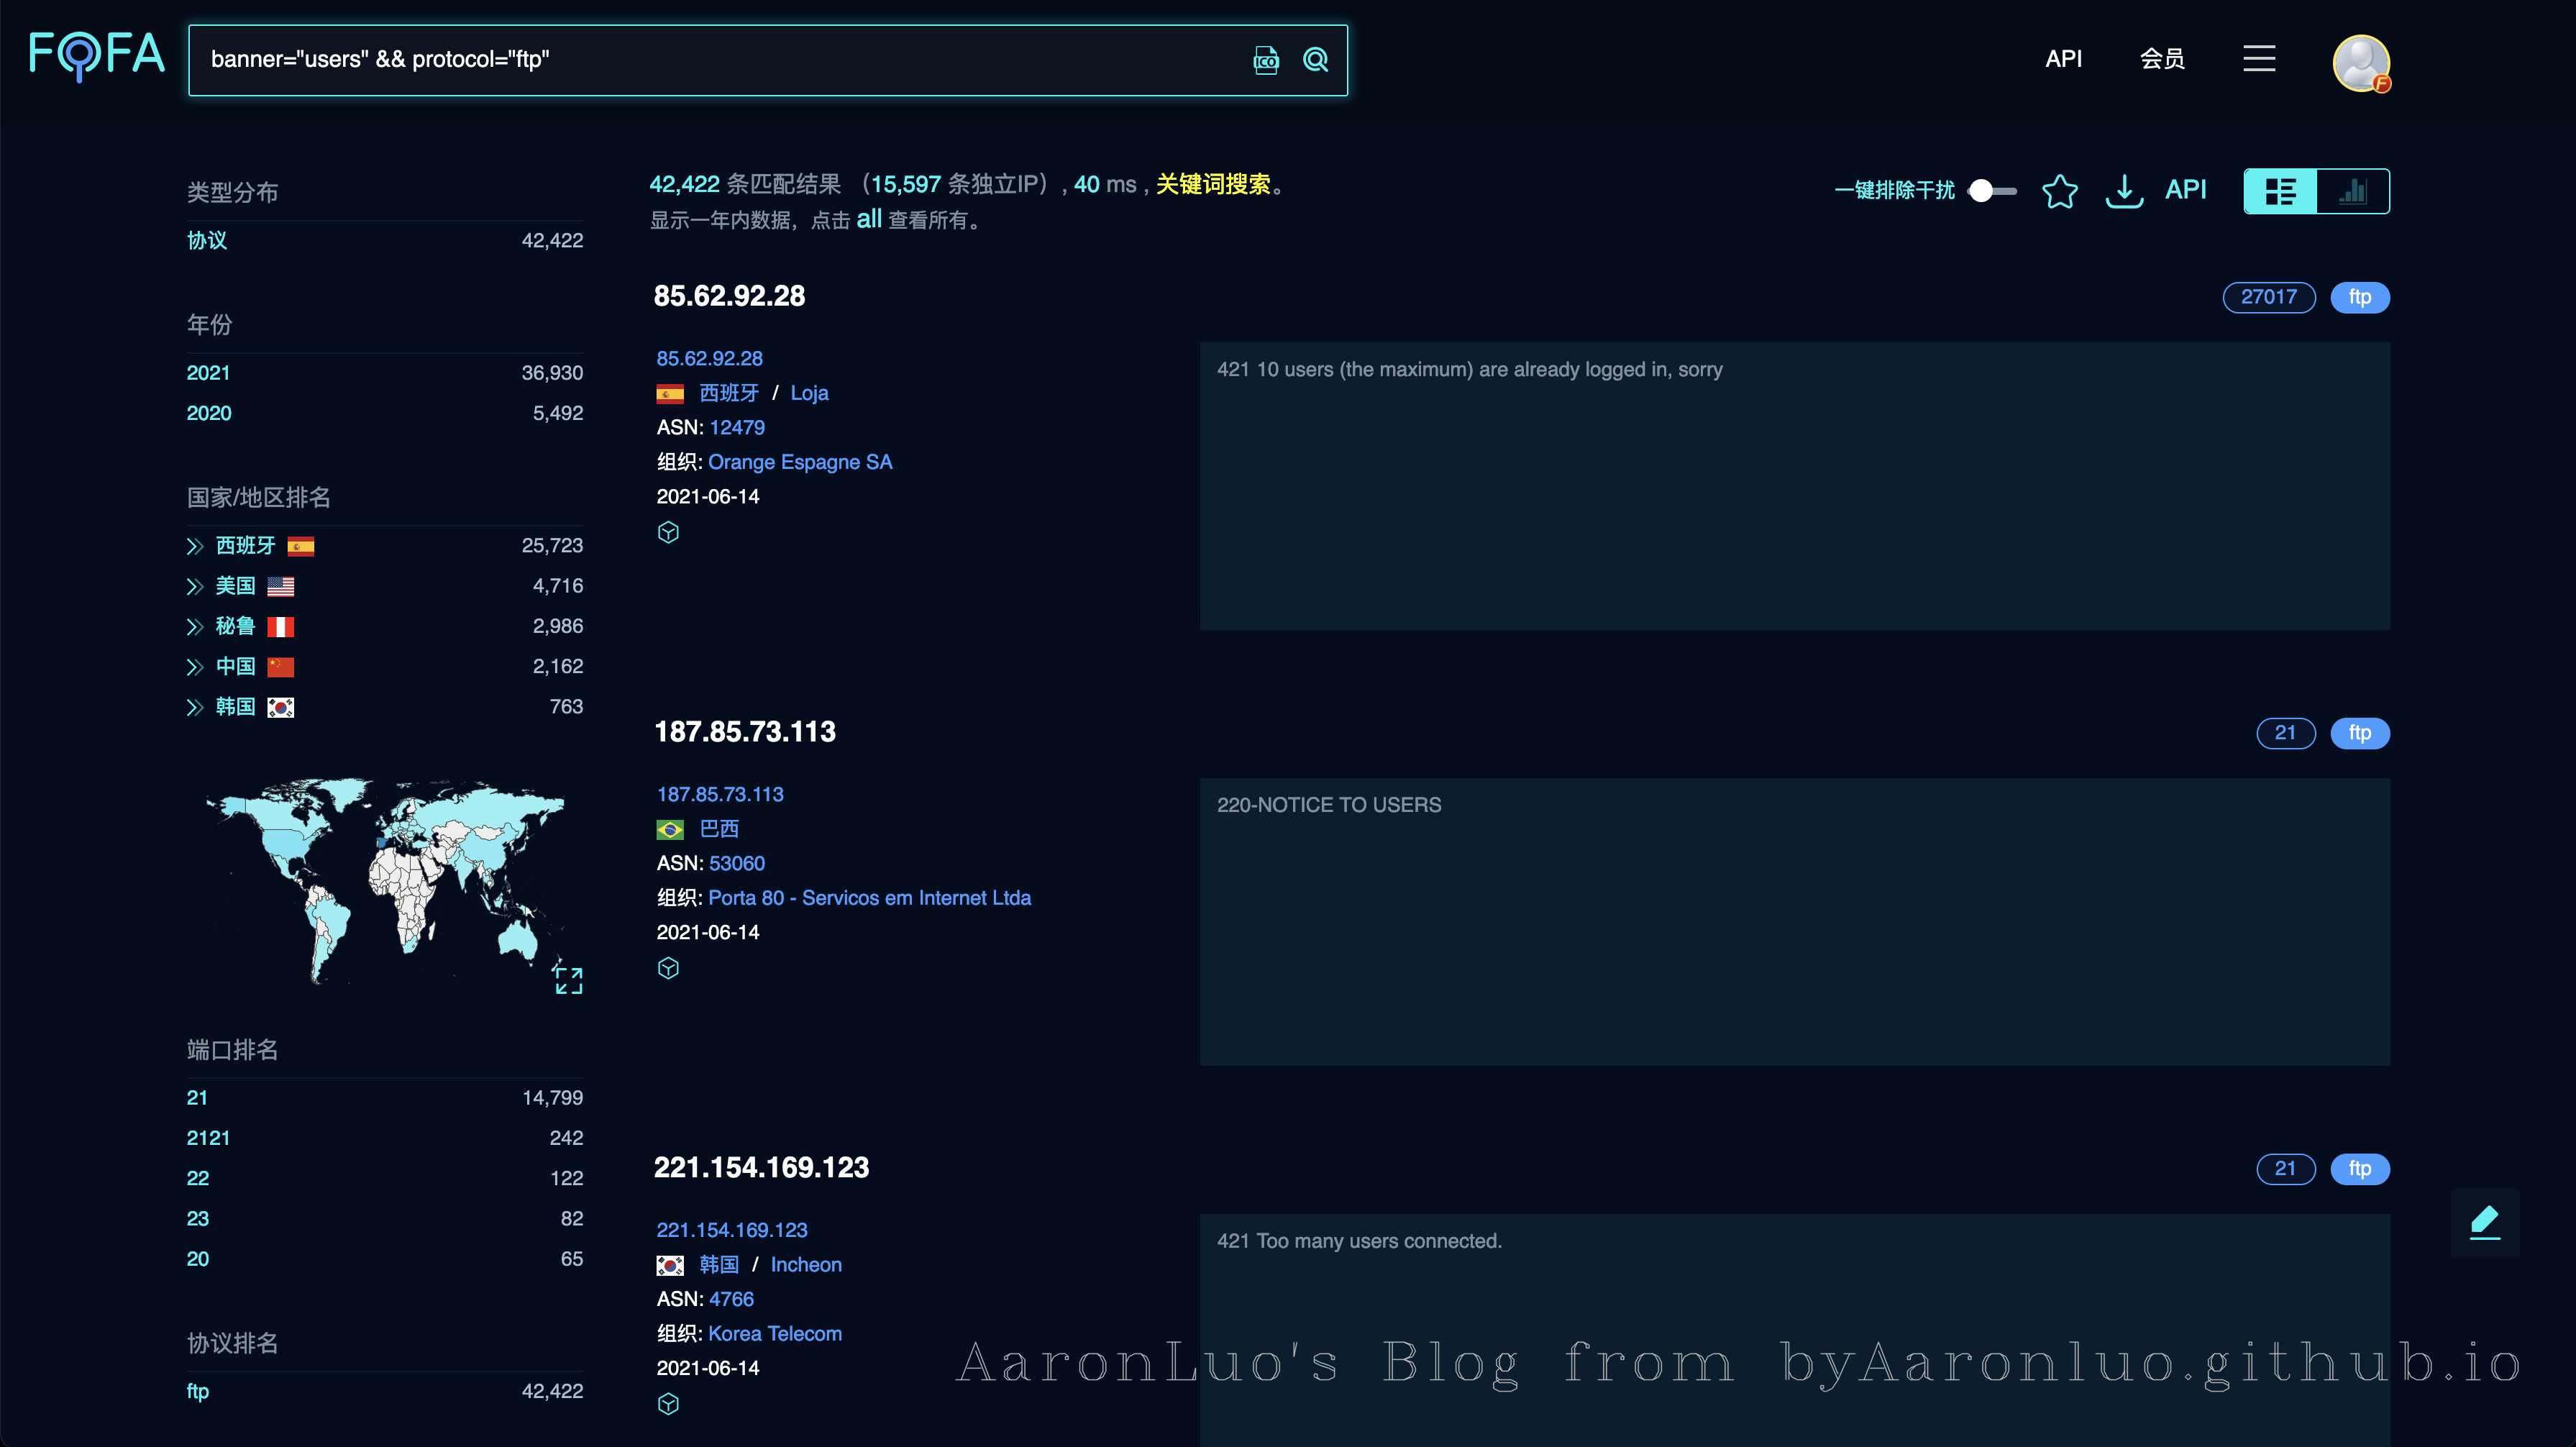 FOFA
banner="users" && protocol="ftp"
ICO
API
会员
F
类型分布
协议 42,422
年份
2021 36,930
2020 5,492
国家/地区排名
西班牙 25,723
美国 4,716
秘鲁 2,986
中国 2,162
韩国 763
端口排名
21 14,799
2121 242
22 122
23 82
20 65
协议排名
ftp 42,422
42,422 条匹配结果 （15,597 条独立IP）, 40 ms , 关键词搜索。
显示一年内数据，点击 all 查看所有。
一键排除干扰
API
85.62.92.28
27017 ftp
85.62.92.28
西班牙 / Loja
ASN: 12479
组织: Orange Espagne SA
2021-06-14
421 10 users (the maximum) are already logged in, sorry
187.85.73.113
21 ftp
187.85.73.113
巴西
ASN: 53060
组织: Porta 80 - Servicos em Internet Ltda
2021-06-14
220-NOTICE TO USERS
221.154.169.123
21 ftp
221.154.169.123
韩国 / Incheon
ASN: 4766
组织: Korea Telecom
2021-06-14
421 Too many users connected.
AaronLuo's Blog from byAaronluo.github.io